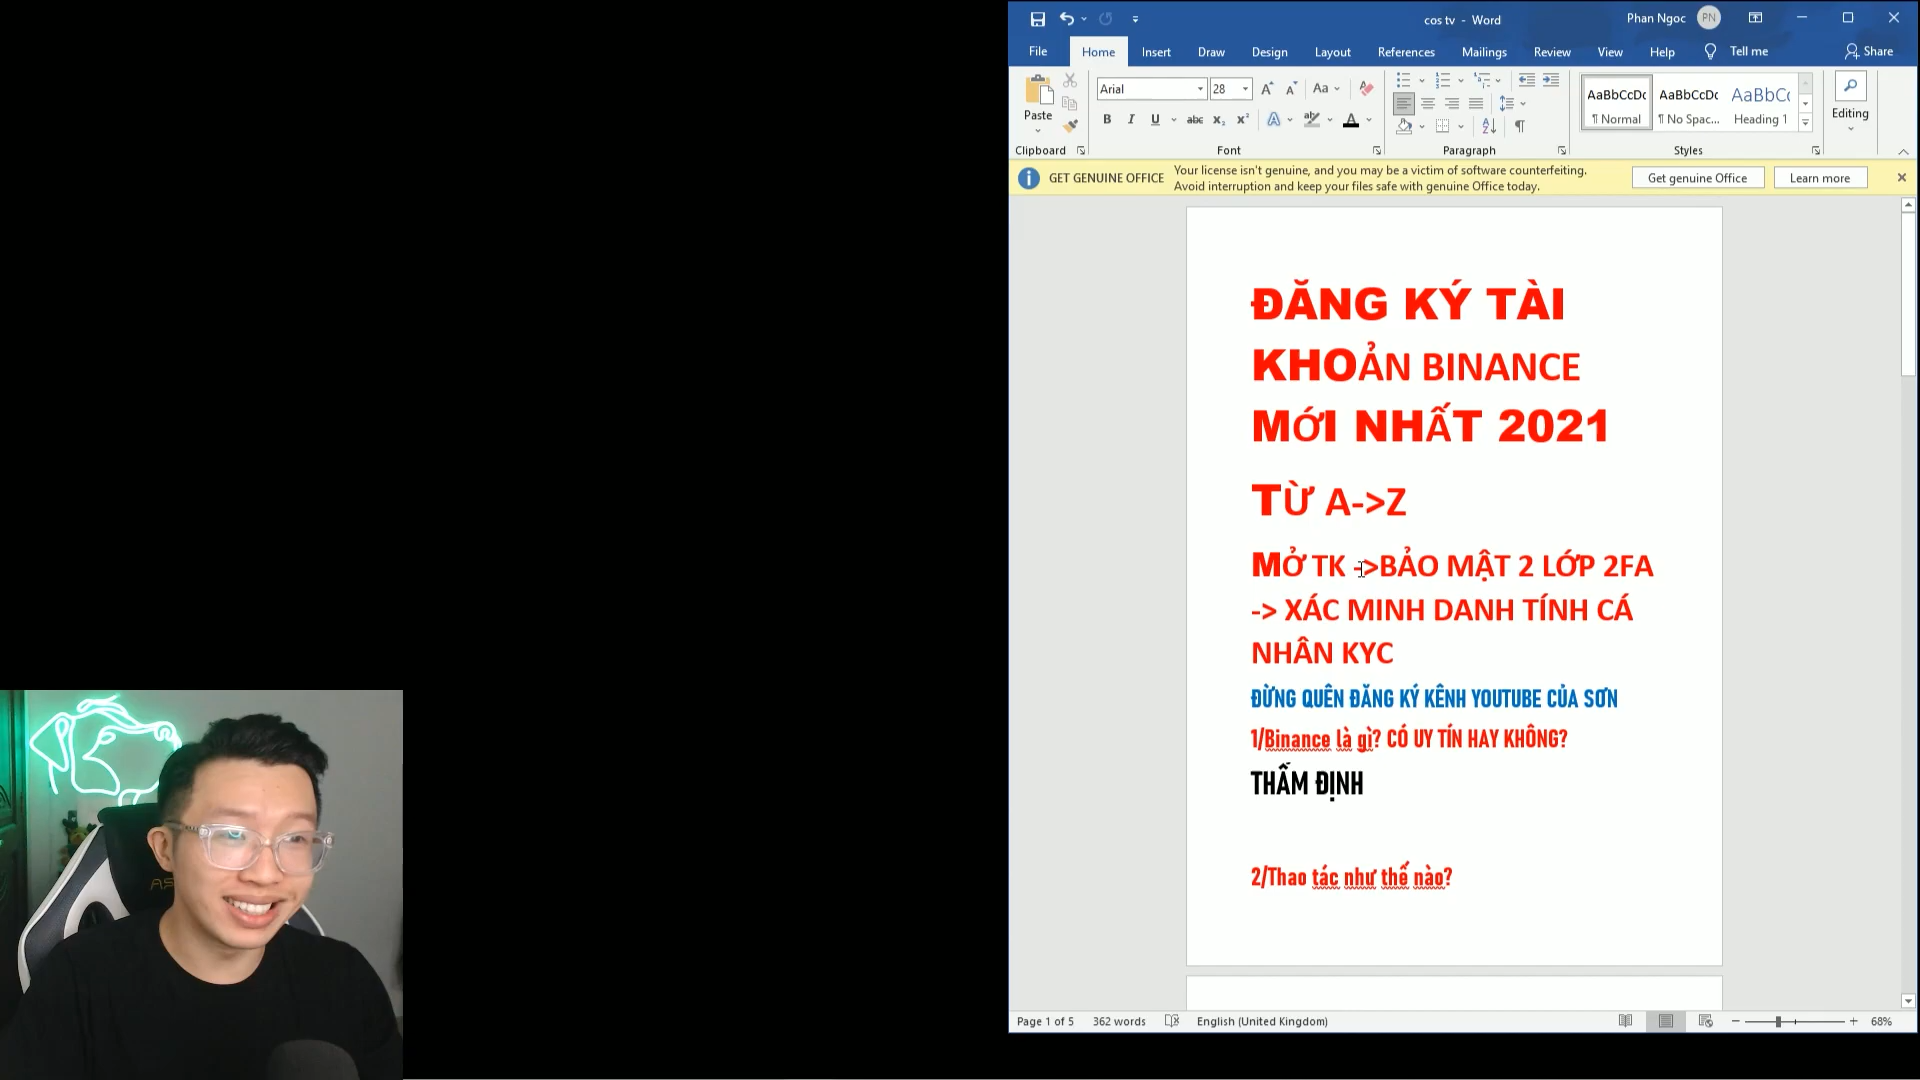 cos tv - Word
Phan Ngoc
PN
File
Home
Insert
Draw
Design
Layout
References
Mailings
Review
View
Help
Tell me
Share
Paste
Arial
28
Aa
B
I
U
abc
x₂
x²
A
A
AaBbCcDc
AaBbCcDc
AaBbCc
¶ Normal
¶ No Spac...
Heading 1
Editing
Clipboard
Font
Paragraph
Styles
GET GENUINE OFFICE
Your license isn't genuine, and you may be a victim of software counterfeiting.
Avoid interruption and keep your files safe with genuine Office today.
Get genuine Office
Learn more
ĐĂNG KÝ TÀI
KHOẢN BINANCE
MỚI NHẤT 2021
TỪ A->Z
MỞ TK ->BẢO MẬT 2 LỚP 2FA
-> XÁC MINH DANH TÍNH CÁ
NHÂN KYC
ĐỪNG QUÊN ĐĂNG KÝ KÊNH YOUTUBE CỦA SƠN
1/Binance là gì? CÓ UY TÍN HAY KHÔNG?
THẨM ĐỊNH
2/Thao tác như thế nào?
Page 1 of 5
362 words
English (United Kingdom)
68%